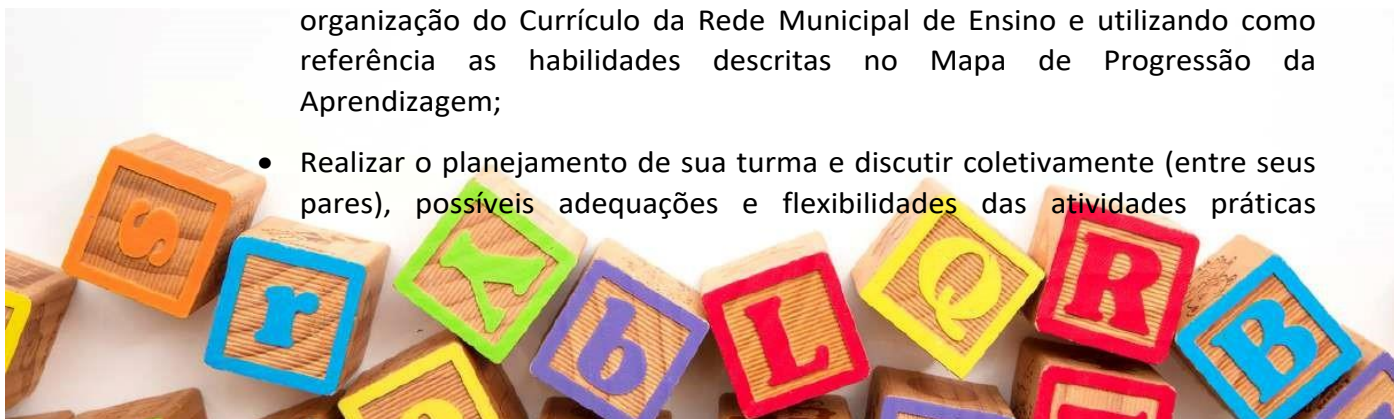 organização do Currículo da Rede Municipal de Ensino e utilizando como
referência as habilidades descritas no Mapa de Progressão da
Aprendizagem;
• Realizar o planejamento de sua turma e discutir coletivamente (entre seus
pares), possíveis adequações e flexibilidades das atividades práticas
s
r
b
L
Q
R
B